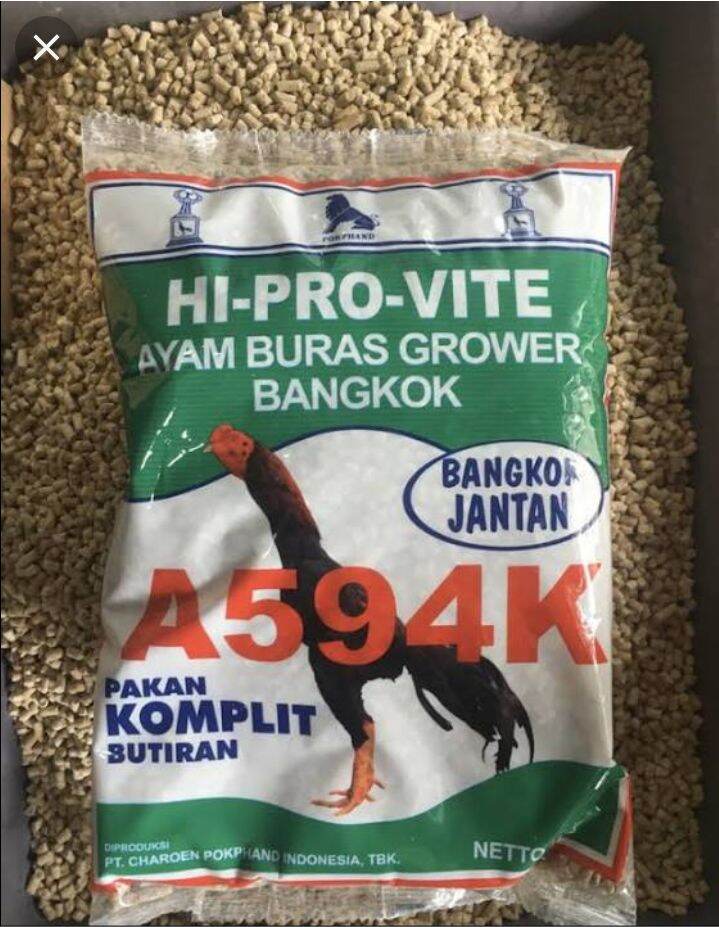 POKPHAND
HI-PRO-VITE
AYAM BURAS GROWER
BANGKOK
BANGKOK
JANTAN
A594K
PAKAN
KOMPLIT
BUTIRAN
DIPRODUKSI
PT. CHAROEN POKPHAND INDONESIA, TBK.
NETTO